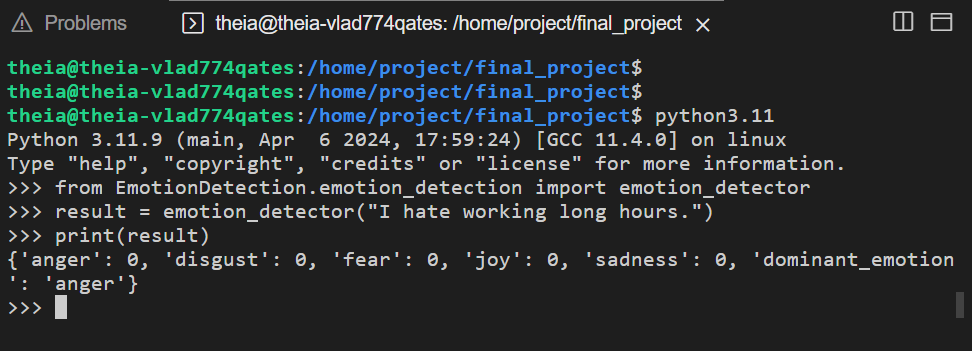 Problems
theia@theia-vlad774qates: /home/project/final_project
theia@theia-vlad774qates:/home/project/final_project$
theia@theia-vlad774qates:/home/project/final_project$
theia@theia-vlad774qates:/home/project/final_project$ python3.11
Python 3.11.9 (main, Apr  6 2024, 17:59:24) [GCC 11.4.0] on linux
Type "help", "copyright", "credits" or "license" for more information.
>>> from EmotionDetection.emotion_detection import emotion_detector
>>> result = emotion_detector("I hate working long hours.")
>>> print(result)
{'anger': 0, 'disgust': 0, 'fear': 0, 'joy': 0, 'sadness': 0, 'dominant_emotion
': 'anger'}
>>>